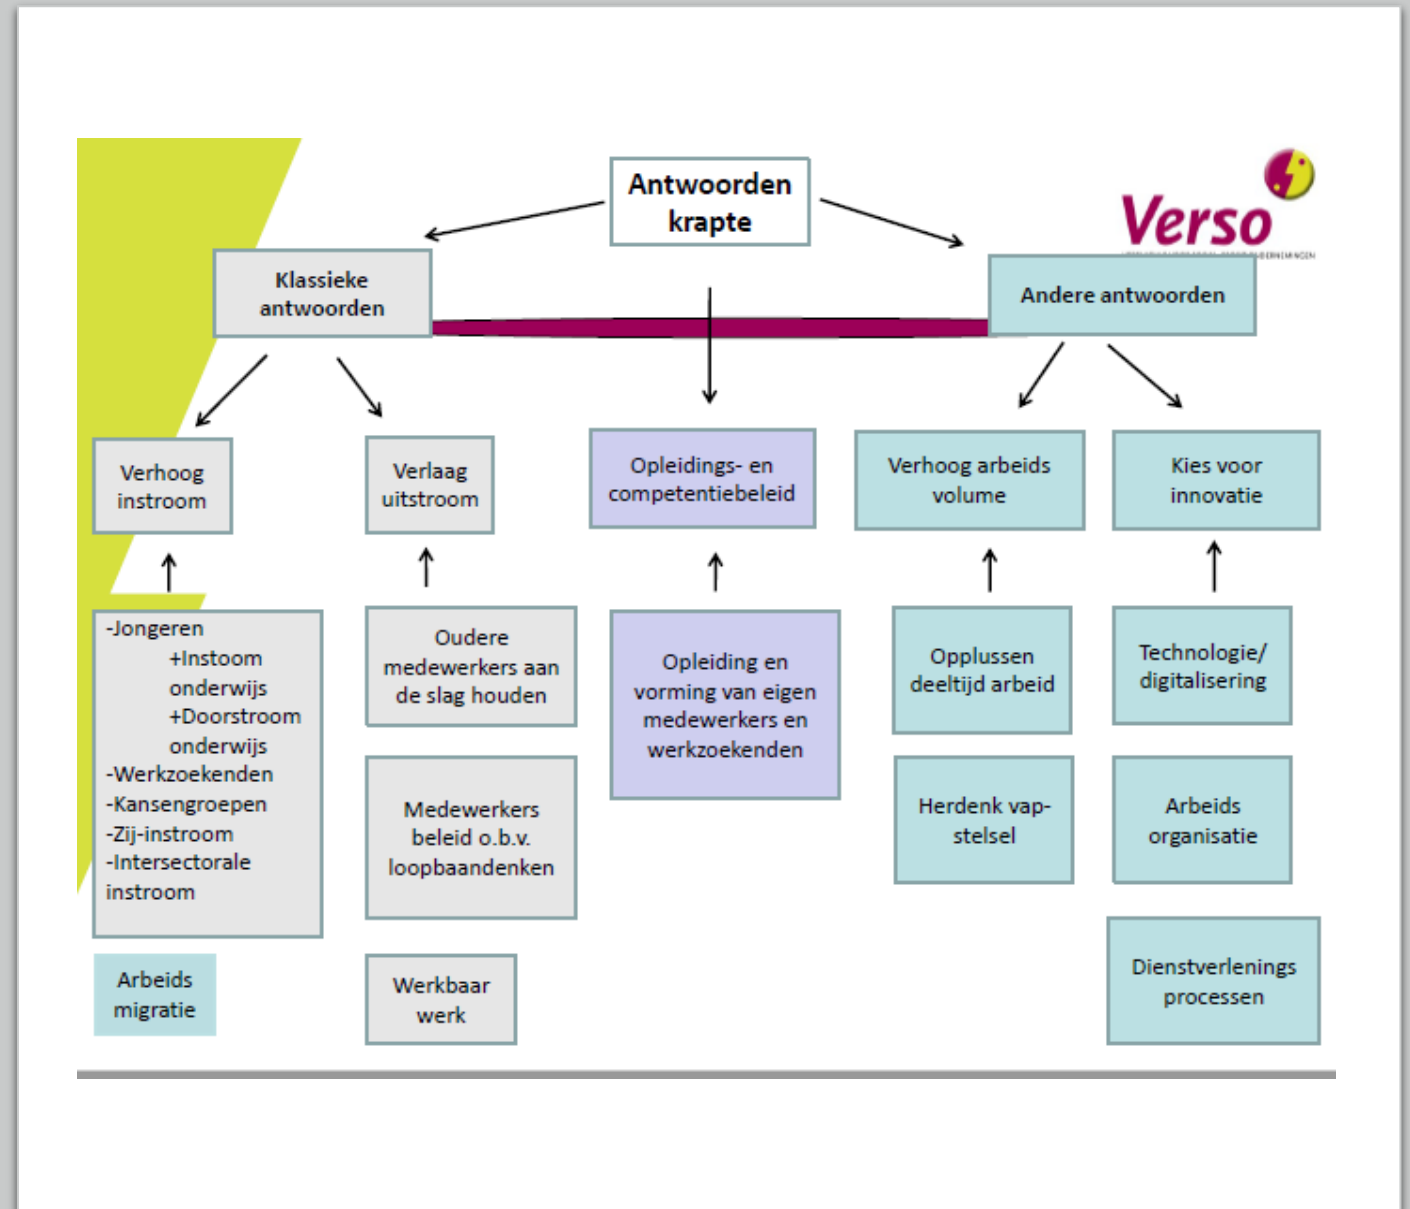 Antwoorden
krapte
Verso
Klassieke
antwoorden
Andere antwoorden
Verhoog
instroom
Verlaag
uitstroom
Opleidings- en
competentiebeleid
Verhoog arbeids
volume
Kies voor
innovatie
-Jongeren
+Instoom
onderwijs
+Doorstroom
onderwijs
-Werkzoekenden
-Kansengroepen
-Zij-instroom
-Intersectorale
instroom
Arbeids
migratie
Oudere
medewerkers aan
de slag houden
Medewerkers
beleid o.b.v.
loopbaandenken
Werkbaar
werk
Opleiding en
vorming van eigen
medewerkers en
werkzoekenden
Opplussen
deeltijd arbeid
Herdenk vap-
stelsel
Technologie/
digitalisering
Arbeids
organisatie
Dienstverlenings
processen